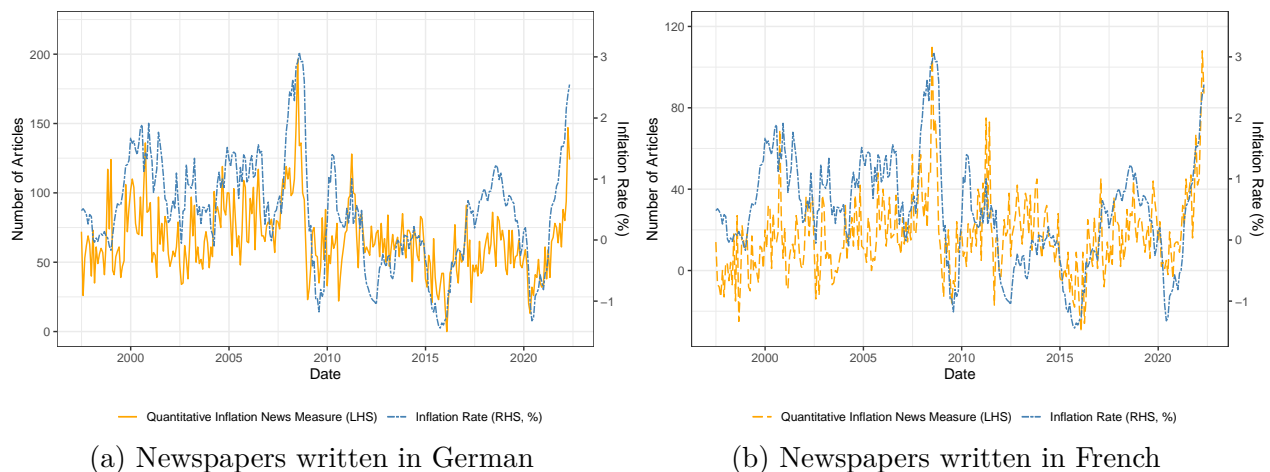 200
150
100
50
0
Number of Articles
3
2
1
0
−1
Inflation Rate (%)
2000 2005 2010 2015 2020
Date
Quantitative Inflation News Measure (LHS) Inflation Rate (RHS, %)
(a) Newspapers written in German
120
80
40
0
Number of Articles
3
2
1
0
−1
Inflation Rate (%)
2000 2005 2010 2015 2020
Date
Quantitative Inflation News Measure (LHS) Inflation Rate (RHS, %)
(b) Newspapers written in French